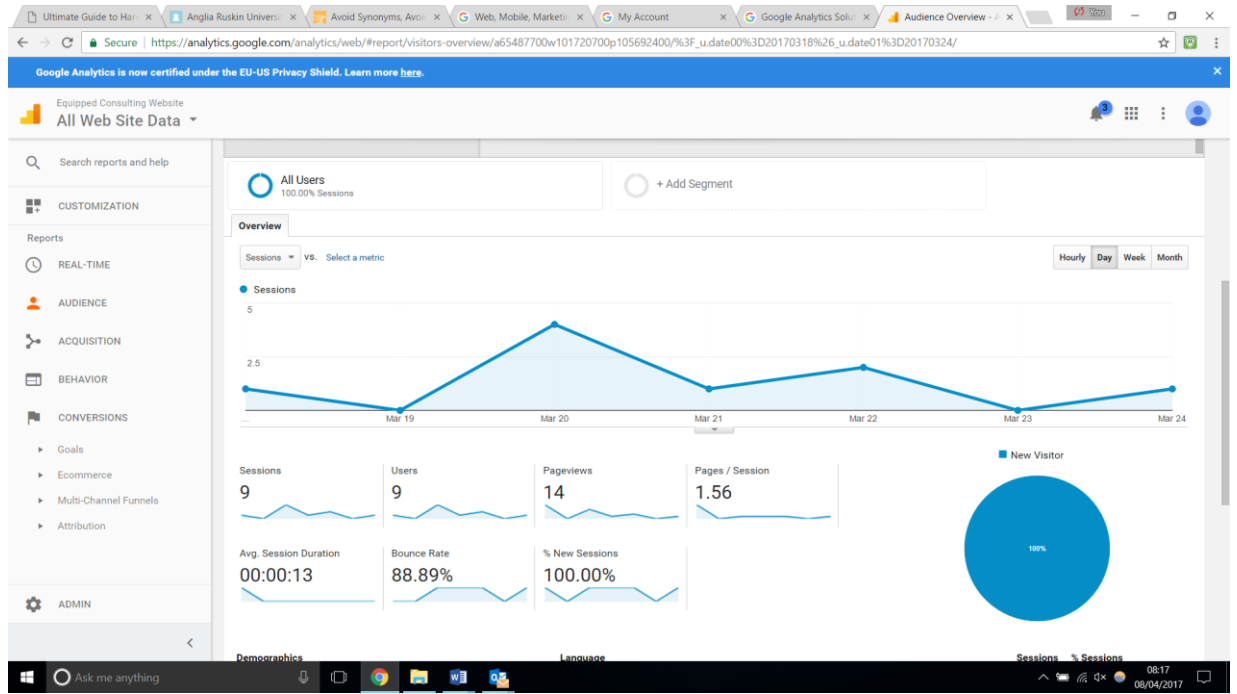 Ultimate Guide to Har
Anglia Ruskin Universit
Avoid Synonyms, Avoi
Web, Mobile, Marketin
My Account
Google Analytics Solut
Audience Overview - A
You
Secure | https://analytics.google.com/analytics/web/#report/visitors-overview/a65487700w101720700p105692400/%3F_u.date00%3D20170318%26_u.date01%3D20170324/
Google Analytics is now certified under the EU-US Privacy Shield. Learn more here.
Equipped Consulting Website
All Web Site Data
3
Search reports and help
CUSTOMIZATION
Reports
REAL-TIME
AUDIENCE
ACQUISITION
BEHAVIOR
CONVERSIONS
Goals
Ecommerce
Multi-Channel Funnels
Attribution
ADMIN
All Users
100.00% Sessions
+ Add Segment
Overview
Sessions VS. Select a metric
Hourly Day Week Month
Sessions
5
2.5
... Mar 19 Mar 20 Mar 21 Mar 22 Mar 23 Mar 24
New Visitor
100%
Sessions
9
Users
9
Pageviews
14
Pages / Session
1.56
Avg. Session Duration
00:00:13
Bounce Rate
88.89%
% New Sessions
100.00%
Demographics Language Sessions % Sessions
Ask me anything
08:17
08/04/2017